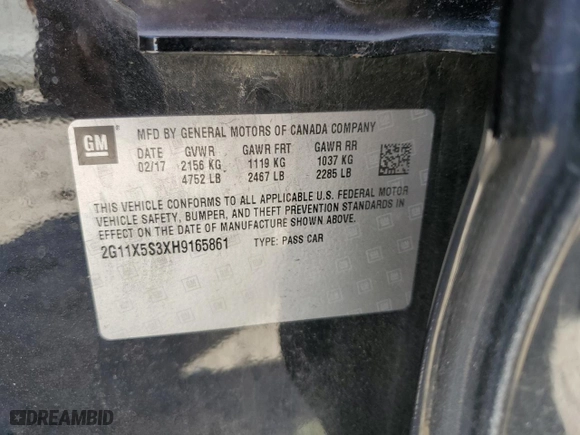 GM
MFD BY GENERAL MOTORS OF CANADA COMPANY
DATE GVWR GAWR FRT GAWR RR
02/17 2156 KG 1119 KG 1037 KG
4752 LB 2467 LB 2285 LB
THIS VEHICLE CONFORMS TO ALL APPLICABLE U.S. FEDERAL MOTOR
VEHICLE SAFETY, BUMPER, AND THEFT PREVENTION STANDARDS IN
EFFECT ON THE DATE OF MANUFACTURE SHOWN ABOVE.
2G11X5S3XH9165861 TYPE: PASS CAR
DREAMBID